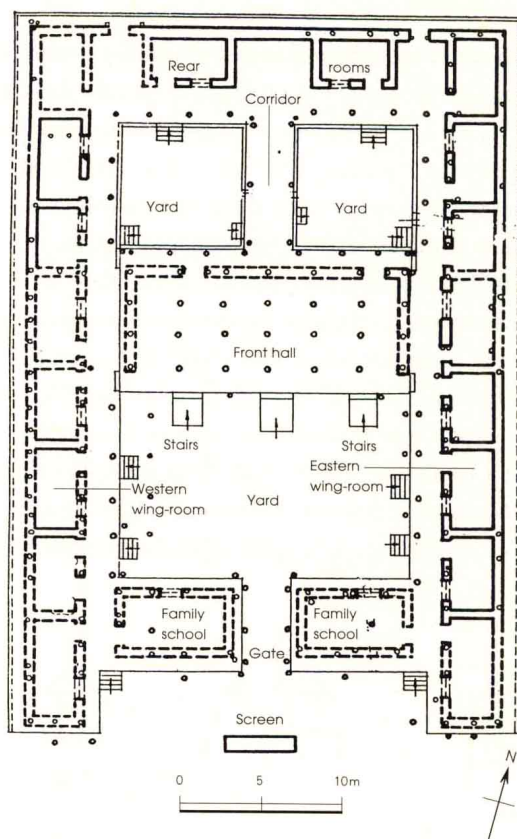 Rear rooms
Corridor
Yard Yard
Front hall
Stairs Stairs
Western
wing-room
Eastern
wing-room
Yard
Family
school
Family
school
Gate
Screen
0 5 10m
N